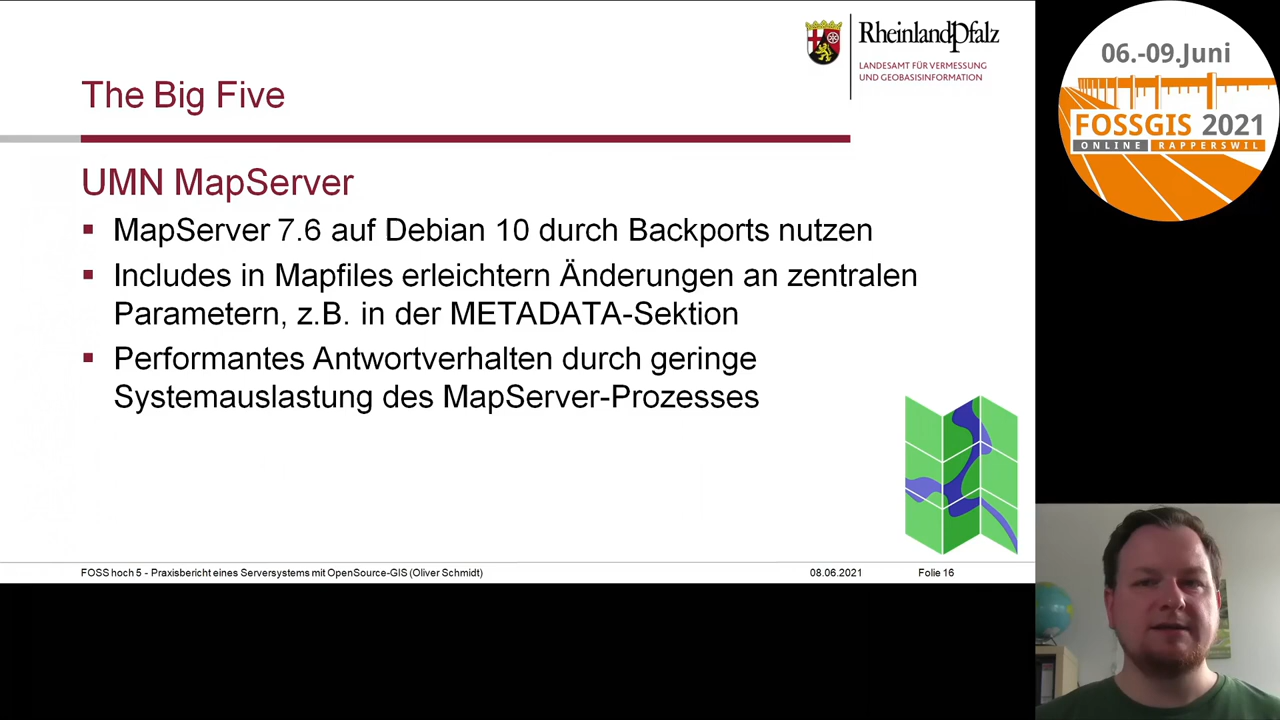 RheinlandPfalz
LANDESAMT FÜR VERMESSUNG
UND GEOBASISINFORMATION
06.-09.Juni
FOSSGIS 2021
ONLINE RAPPERSWIL
The Big Five
UMN MapServer
MapServer 7.6 auf Debian 10 durch Backports nutzen
Includes in Mapfiles erleichtern Änderungen an zentralen
Parametern, z.B. in der METADATA-Sektion
Performantes Antwortverhalten durch geringe
Systemauslastung des MapServer-Prozesses
FOSS hoch 5 - Praxisbericht eines Serversystems mit OpenSource-GIS (Oliver Schmidt) 08.06.2021 Folie 16